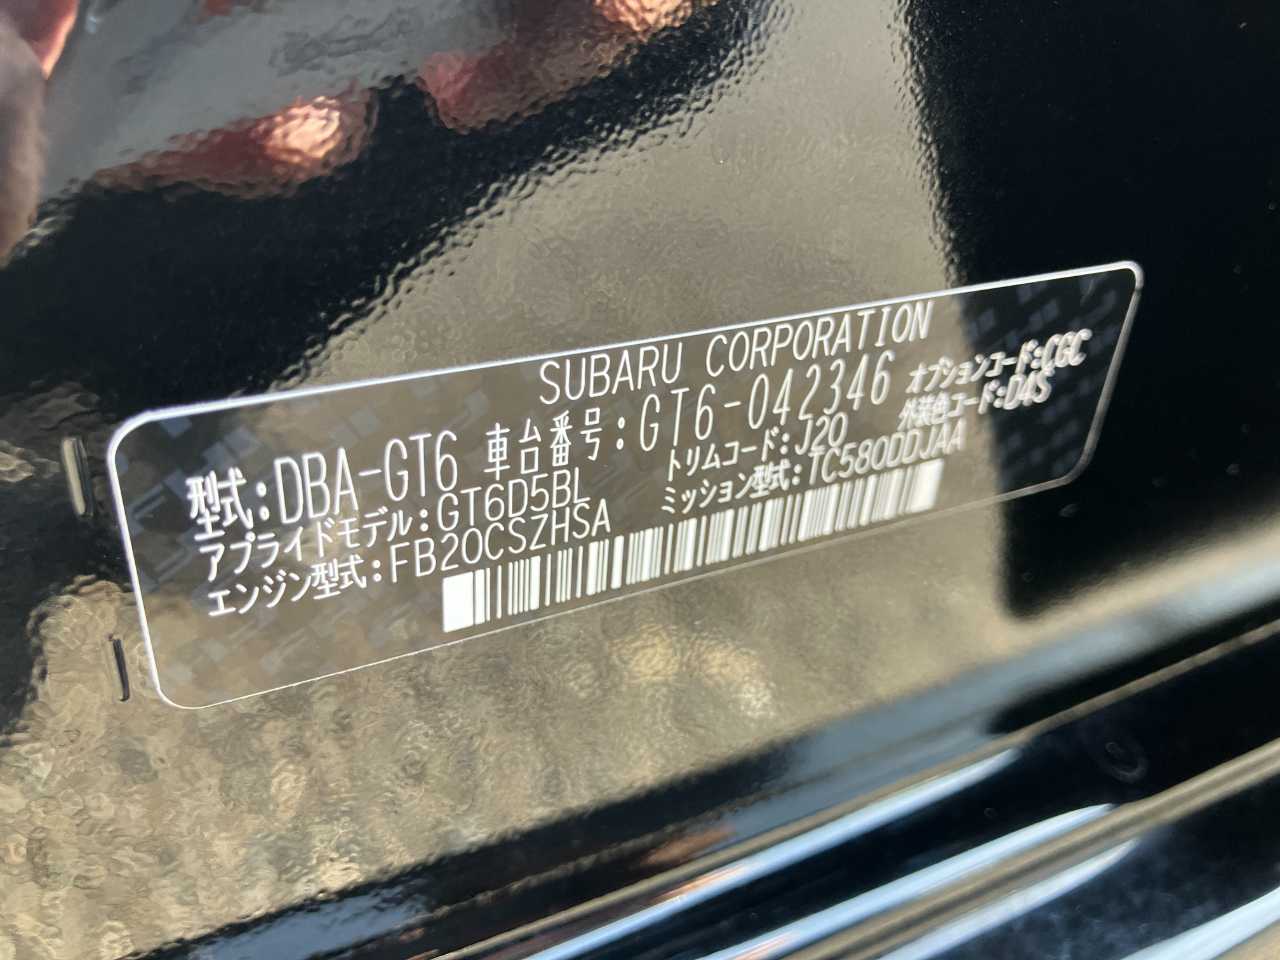 SUBARU CORPORATION
型式:DBA-GT6 車台番号:GT6-042346 オプションコード:CGC
アプライドモデル:GT6D5BL トリムコード:J20 外装色コード:D4S
エンジン型式:FB20CSZHSA ミッション型式:TC580DDJAA